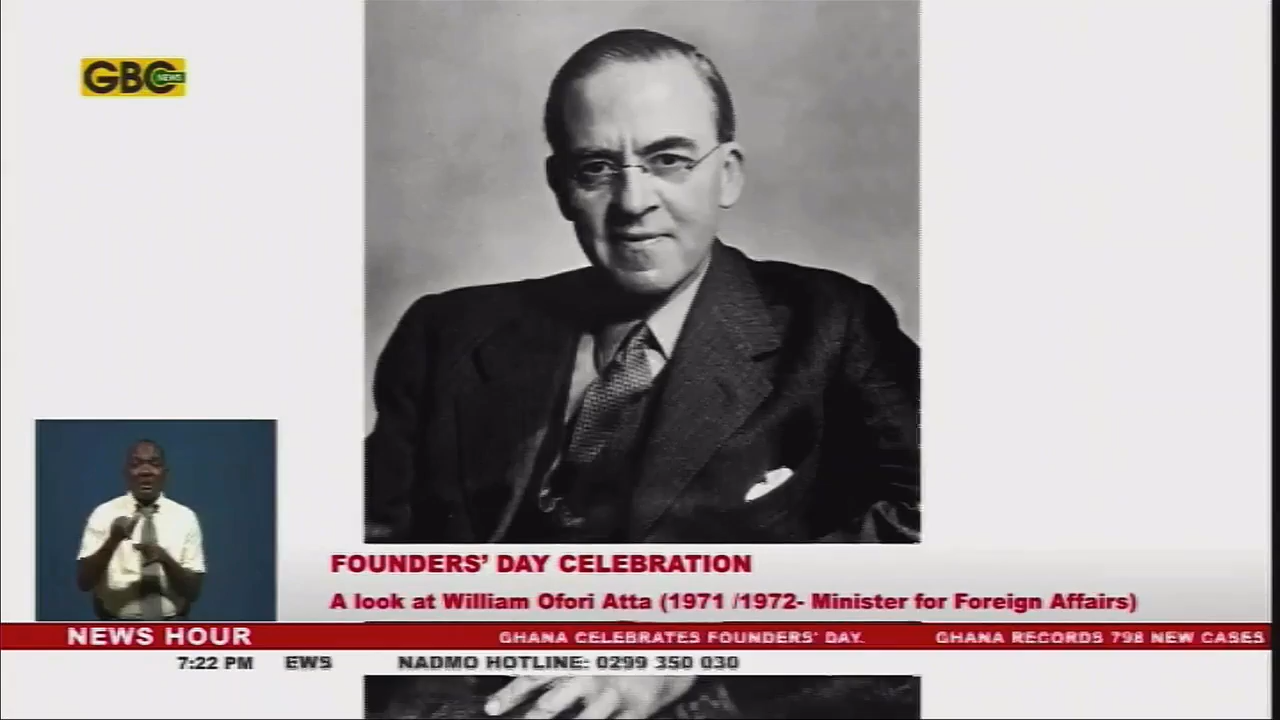 GBC NEWS
FOUNDERS' DAY CELEBRATION
A look at William Ofori Atta (1971 /1972- Minister for Foreign Affairs)
NEWS HOUR
GHANA CELEBRATES FOUNDERS' DAY.
GHANA RECORDS 798 NEW CASES
7:22 PM
EWS
NADMO HOTLINE: 0299 350 030